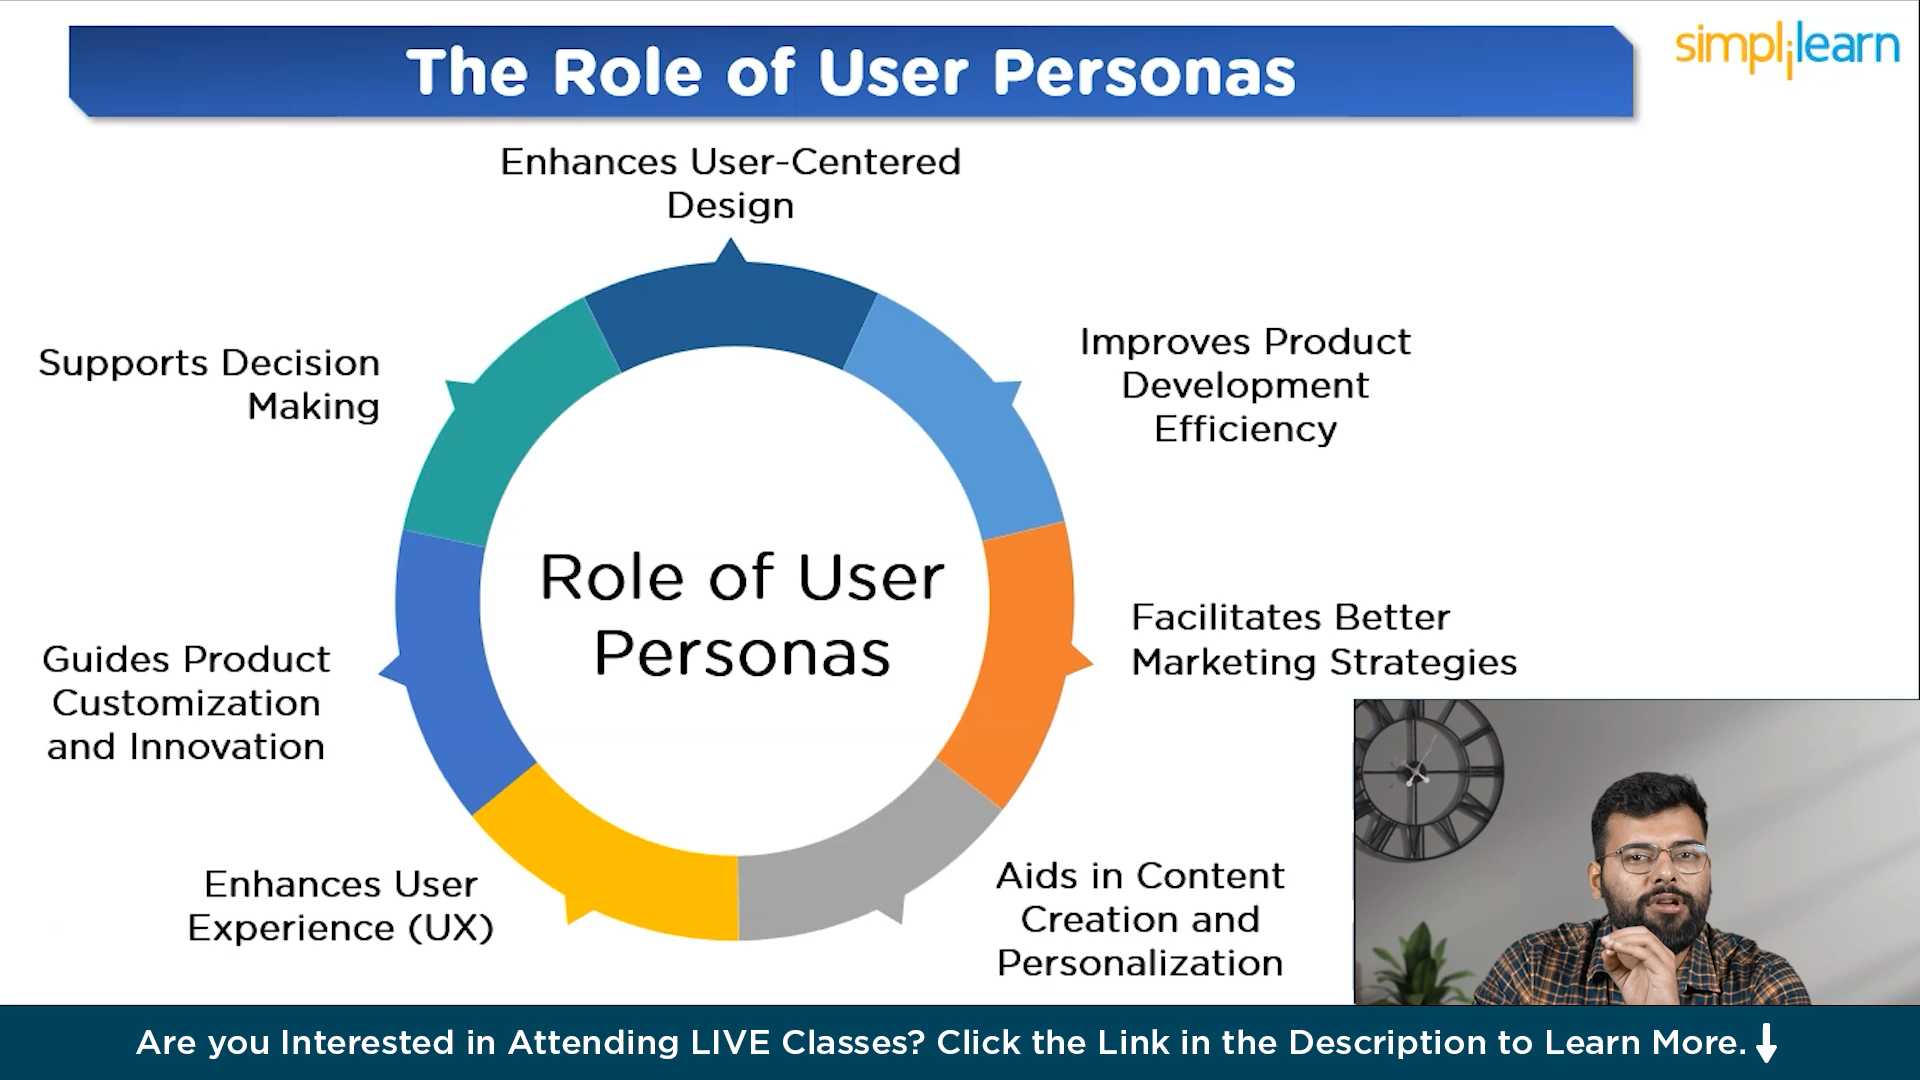 The Role of User Personas
simplilearn
Enhances User-Centered
Design
Improves Product
Development
Efficiency
Supports Decision
Making
Role of User
Personas
Facilitates Better
Marketing Strategies
Guides Product
Customization
and Innovation
Aids in Content
Creation and
Personalization
Enhances User
Experience (UX)
Are you Interested in Attending LIVE Classes? Click the Link in the Description to Learn More.